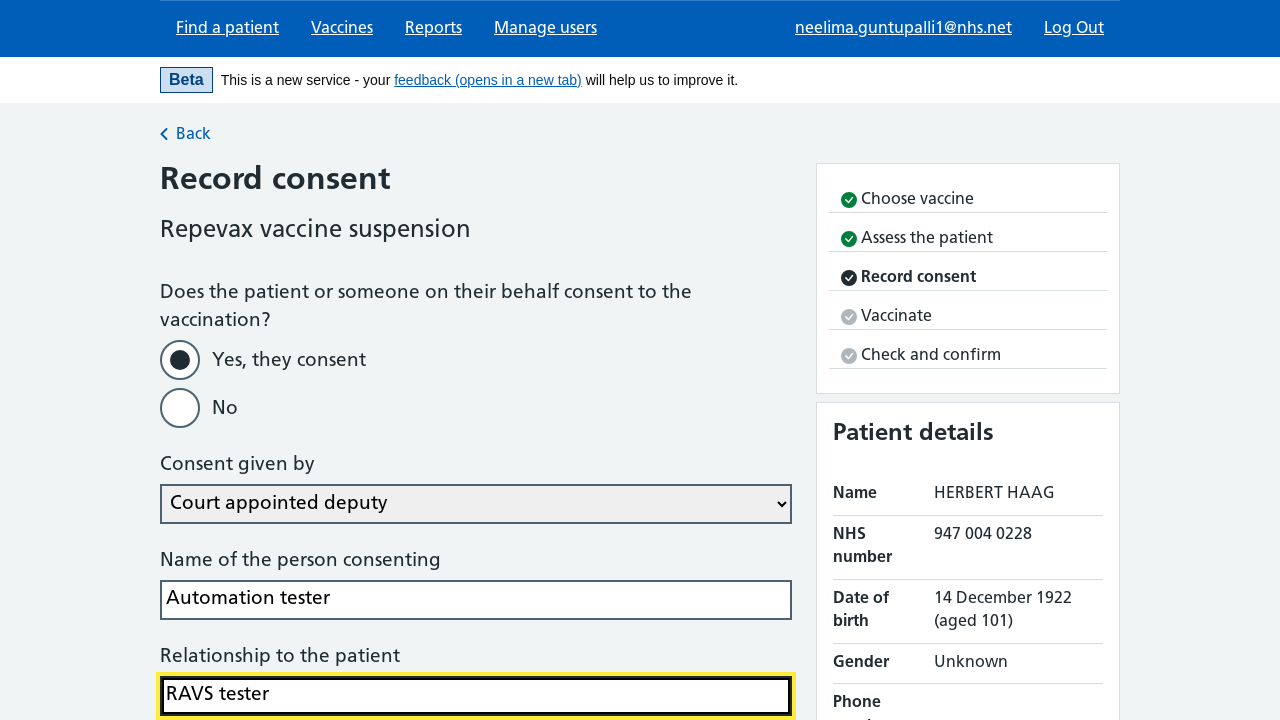 Find a patient Vaccines Reports Manage users neelima.guntupalli1@nhs.net Log Out
Beta This is a new service - your feedback (opens in a new tab) will help us to improve it.
Back
Record consent
Repevax vaccine suspension
Does the patient or someone on their behalf consent to the
vaccination?
Yes, they consent
No
Consent given by
Court appointed deputy
Name of the person consenting
Automation tester
Relationship to the patient
RAVS tester
Choose vaccine
Assess the patient
Record consent
Vaccinate
Check and confirm
Patient details
Name HERBERT HAAG
NHS number 947 004 0228
Date of birth 14 December 1922 (aged 101)
Gender Unknown
Phone